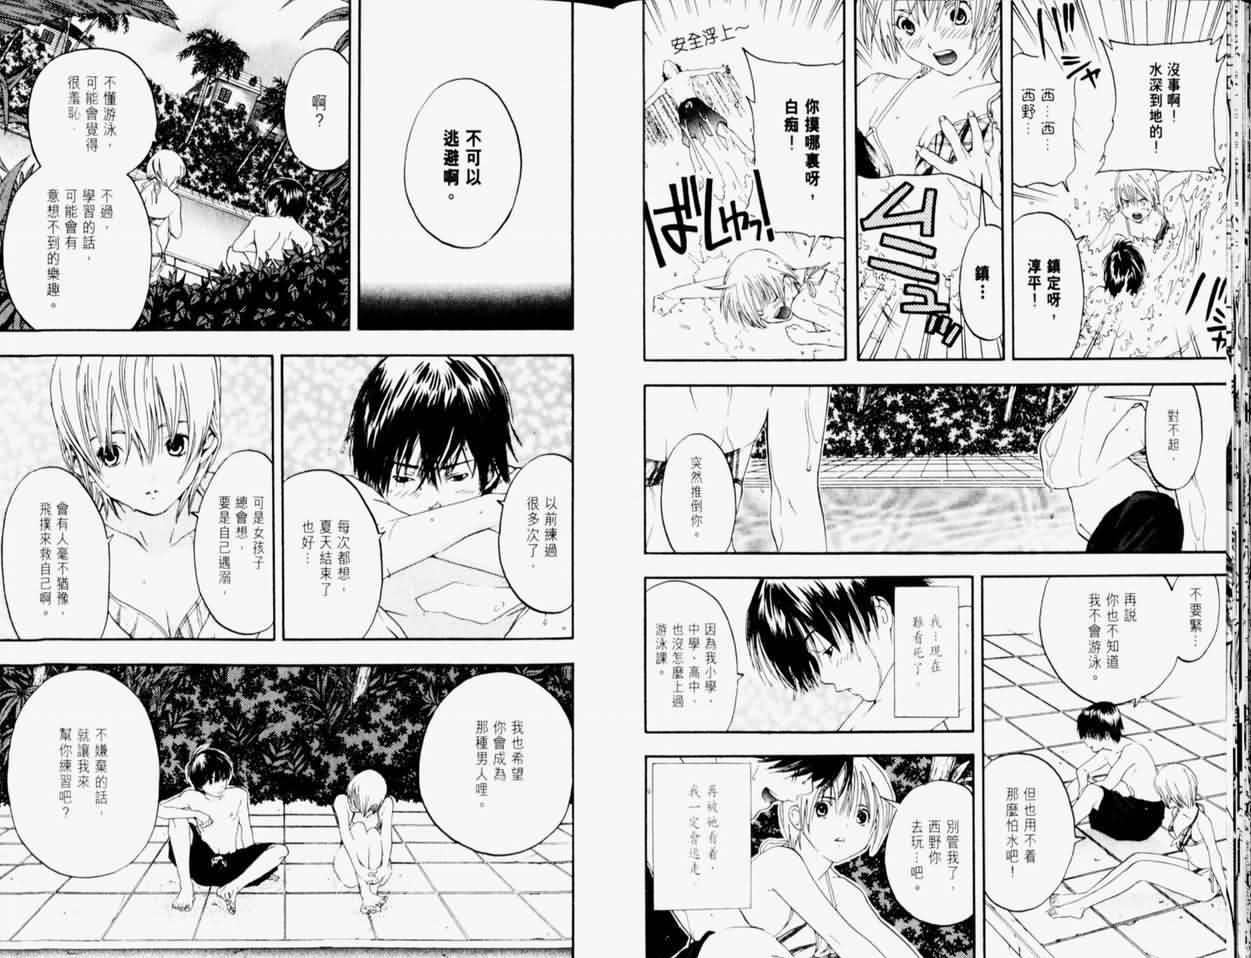 沒事啊！
水深到地的！
西…西
西野…
鎮定呀，
淳平！
鎮…
你摸哪裏呀，
白痴！
安全浮上～
ばしゅっ！
對不起，
突然推倒你。
不要緊…
再說
你也不知道
我不會游泳。
但也用不着
那麼怕水吧！
我…現在
難看死了。
因為我小學，
中學，高中，
也沒怎麼上過
游泳課。
別管我了，
西野你
去玩…吧。
再被她看着，
我一定會逃走。
不可以
逃避啊。
啊？
不懂游泳，
可能會覺得
很羞恥，
不過，
學習的話，
可能會有
意想不到的樂趣。
以前練過
很多次了，
每次都想，
夏天結束了
也好…
可是女孩子
總會想，
要是自己遇溺，
會有人毫不猶豫，
飛撲來救自己啊。
我也希望
你會成為
那種男人哩。
不嫌棄的話，
就讓我來
幫你練習吧？